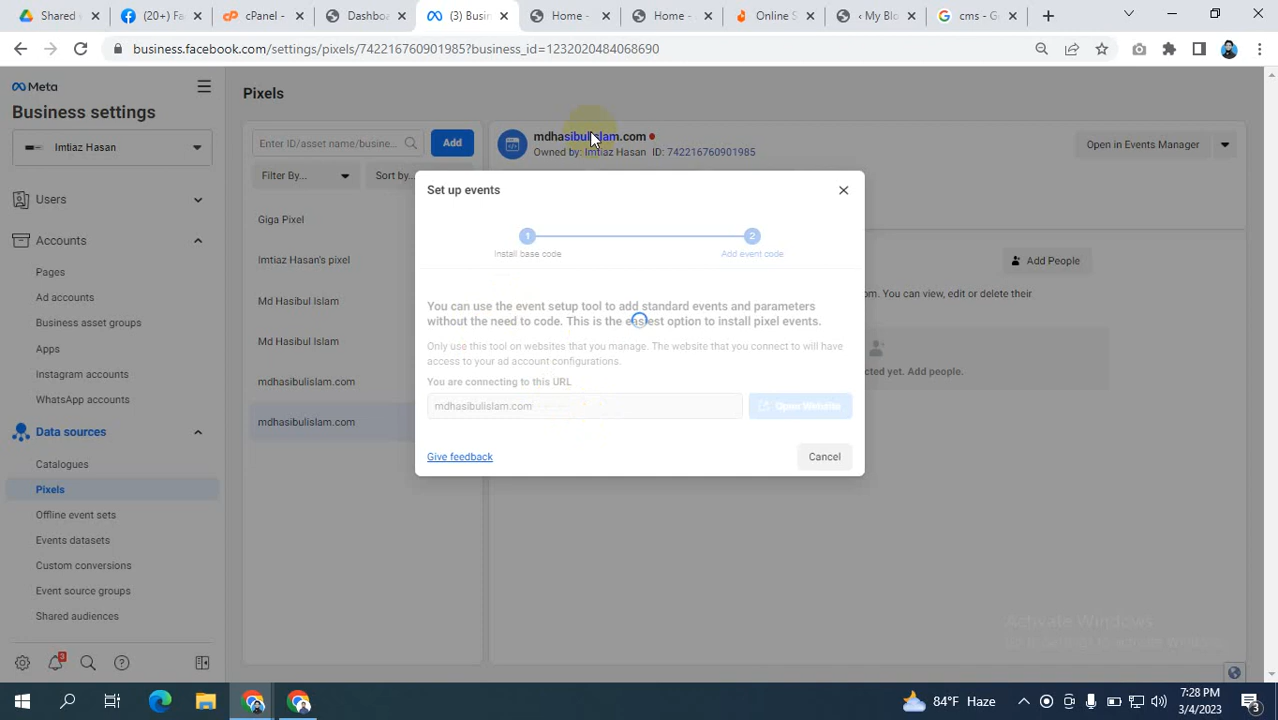 Shared
(20+) Fa
cPanel -
Dashboa
(3) Busin
Home -
Home -
Online S
‹ My Blo
cms - G
business.facebook.com/settings/pixels/742216760901985?business_id=1232020484068690
Meta
Business settings
Imtiaz Hasan
Users
Accounts
Pages
Ad accounts
Business asset groups
Apps
Instagram accounts
WhatsApp accounts
Data sources
Catalogues
Pixels
Offline event sets
Events datasets
Custom conversions
Event source groups
Shared audiences
3
Pixels
Enter ID/asset name/busine...
Add
Filter By...
Sort by...
Giga Pixel
Imtiaz Hasan's pixel
Md Hasibul Islam
Md Hasibul Islam
mdhasibulislam.com
mdhasibulislam.com
mdhasibulislam.com
Owned by: Imtiaz Hasan ID: 742216760901985
Open in Events Manager
Add People
om. You can view, edit or delete their
cted yet. Add people.
Set up events
1
2
Install base code
Add event code
You can use the event setup tool to add standard events and parameters
without the need to code. This is the easiest option to install pixel events.
Only use this tool on websites that you manage. The website that you connect to will have
access to your ad account configurations.
You are connecting to this URL
mdhasibulislam.com
Open Website
Give feedback
Cancel
Activate Windows
Go to Settings to activate Windows.
84°F Haze
7:28 PM
3/4/2023
3